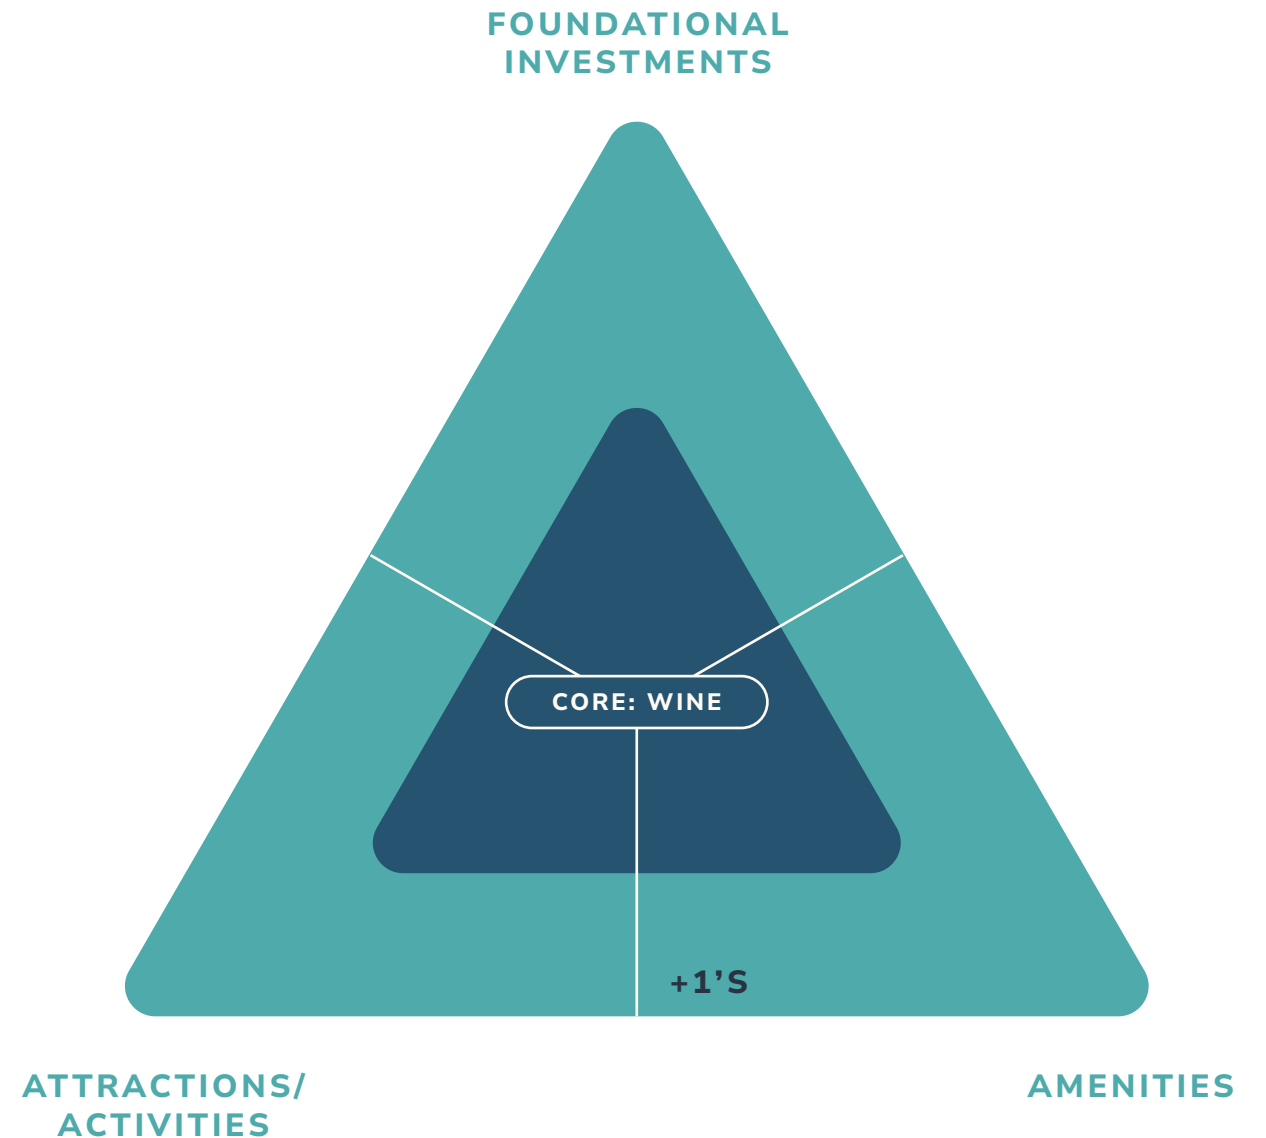 FOUNDATIONAL
INVESTMENTS
CORE: WINE
+1’S
ATTRACTIONS/
ACTIVITIES
AMENITIES